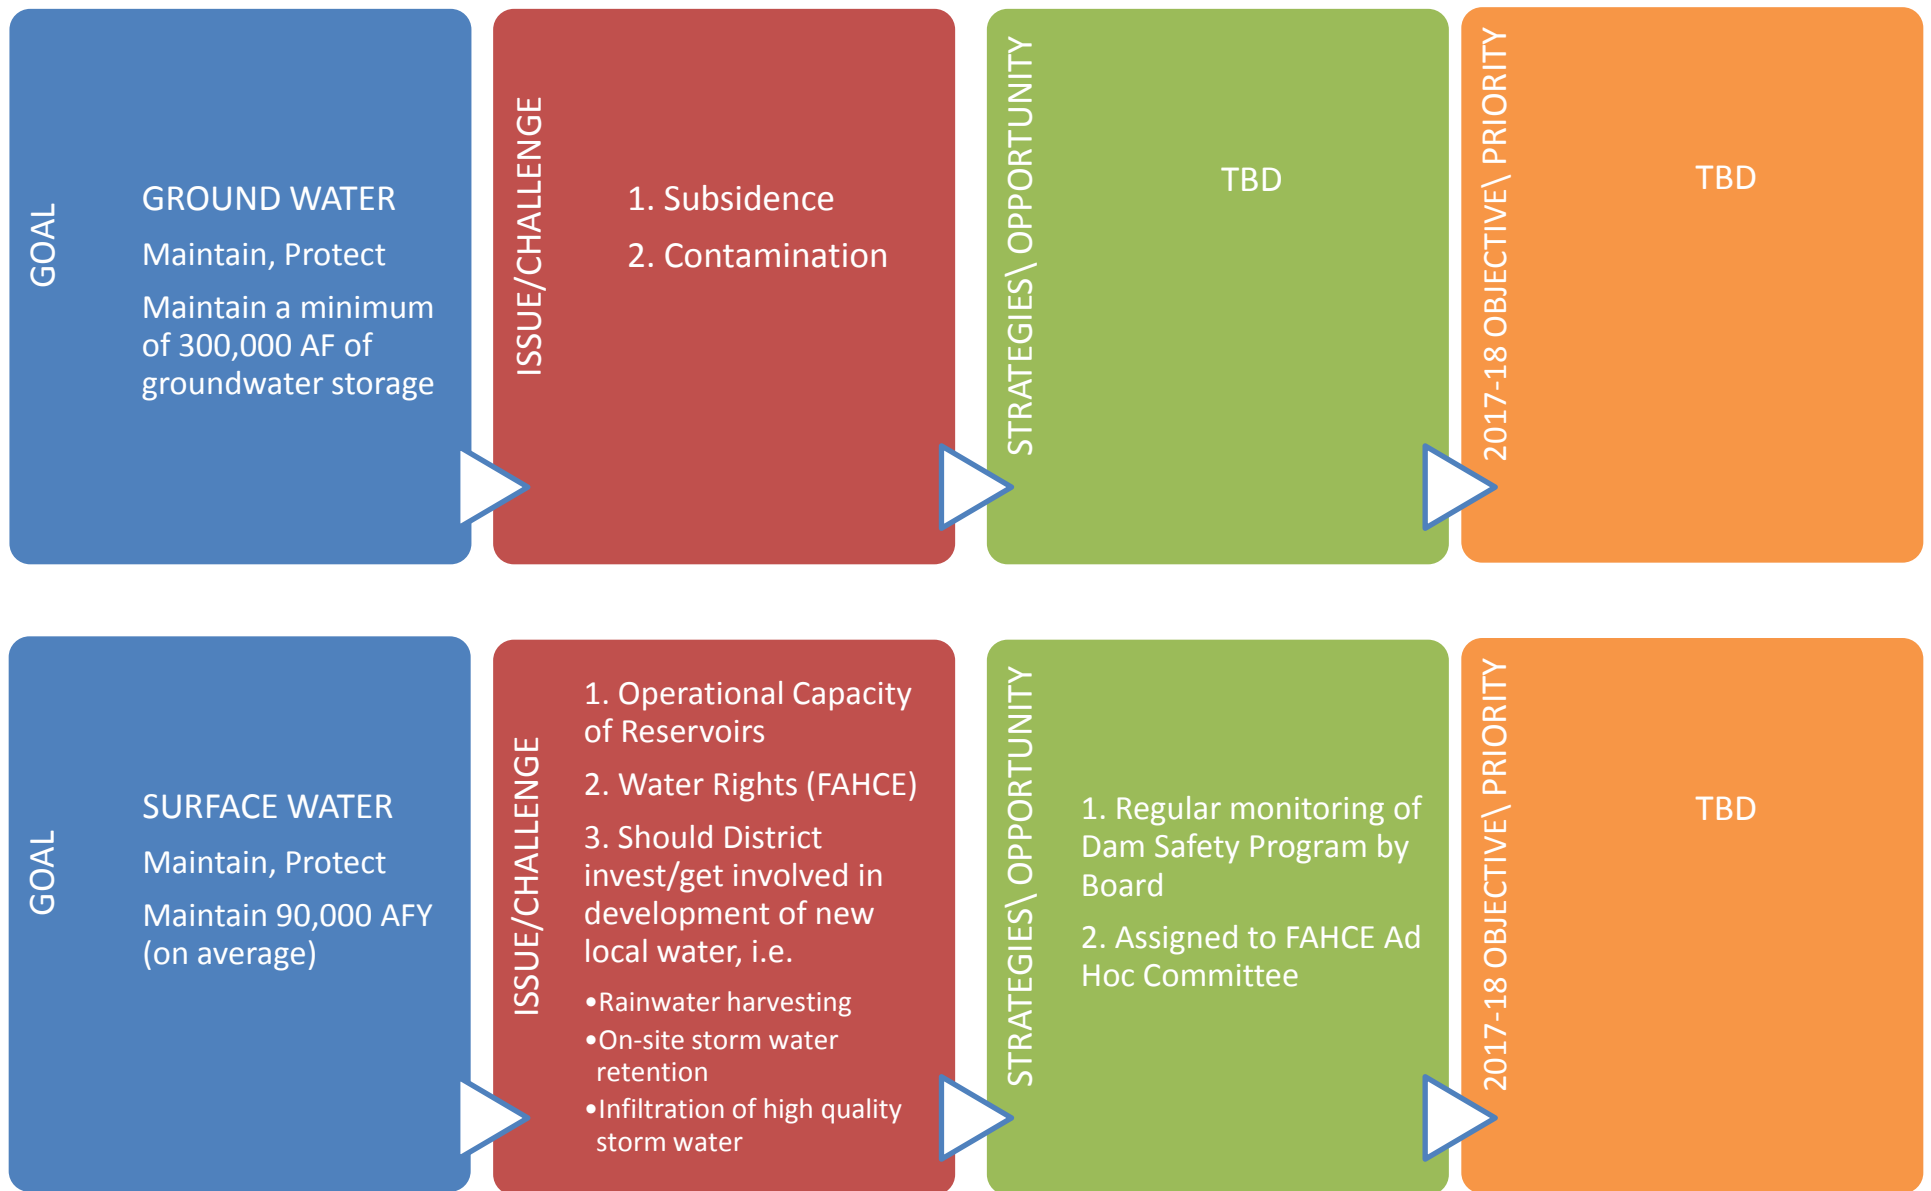 GOAL
GROUND WATER
Maintain, Protect
Maintain a minimum
of 300,000 AF of
groundwater storage
ISSUE/CHALLENGE
1. Subsidence
2. Contamination
STRATEGIES\ OPPORTUNITY
TBD
2017-18 OBJECTIVE\ PRIORITY
TBD
GOAL
SURFACE WATER
Maintain, Protect
Maintain 90,000 AFY
(on average)
ISSUE/CHALLENGE
1. Operational Capacity
of Reservoirs
2. Water Rights (FAHCE)
3. Should District
invest/get involved in
development of new
local water, i.e.
•Rainwater harvesting
•On-site storm water
retention
•Infiltration of high quality
storm water
STRATEGIES\ OPPORTUNITY
1. Regular monitoring of
Dam Safety Program by
Board
2. Assigned to FAHCE Ad
Hoc Committee
2017-18 OBJECTIVE\ PRIORITY
TBD